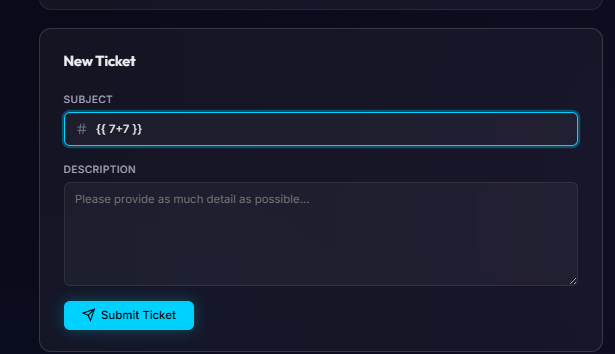 New Ticket
SUBJECT
# {{ 7+7 }}
DESCRIPTION
Please provide as much detail as possible...
Submit Ticket